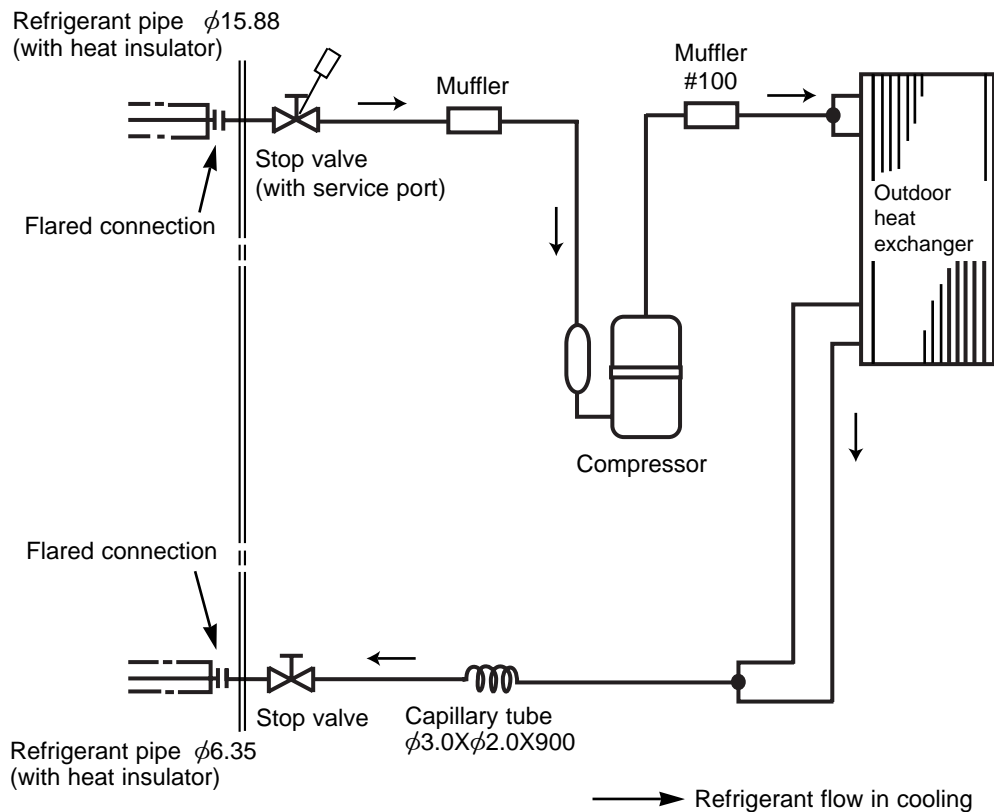 Refrigerant pipe ϕ15.88
(with heat insulator)
Muffler
Muffler
#100
Stop valve
(with service port)
Flared connection
Outdoor
heat
exchanger
Compressor
Flared connection
Stop valve
Capillary tube
ϕ3.0Xϕ2.0X900
Refrigerant pipe ϕ6.35
(with heat insulator)
Refrigerant flow in cooling